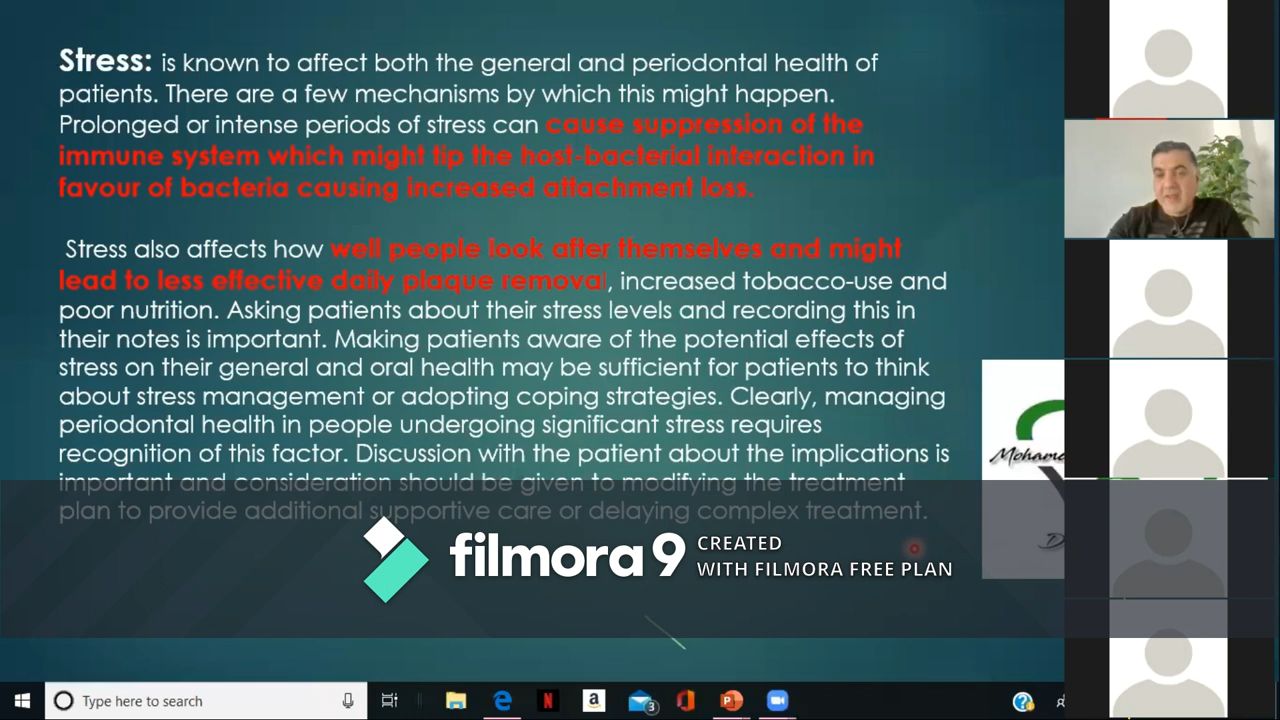 Stress: is known to affect both the general and periodontal health of
patients. There are a few mechanisms by which this might happen.
Prolonged or intense periods of stress can cause suppression of the
immune system which might tip the host-bacterial interaction in
favour of bacteria causing increased attachment loss.
Stress also affects how well people look after themselves and might
lead to less effective daily plaque removal, increased tobacco-use and
poor nutrition. Asking patients about their stress levels and recording this in
their notes is important. Making patients aware of the potential effects of
stress on their general and oral health may be sufficient for patients to think
about stress management or adopting coping strategies. Clearly, managing
periodontal health in people undergoing significant stress requires
recognition of this factor. Discussion with the patient about the implications is
important and consideration should be given to modifying the treatment
plan to provide additional supportive care or delaying complex treatment.
filmora 9 CREATED
WITH FILMORA FREE PLAN
Type here to search
3